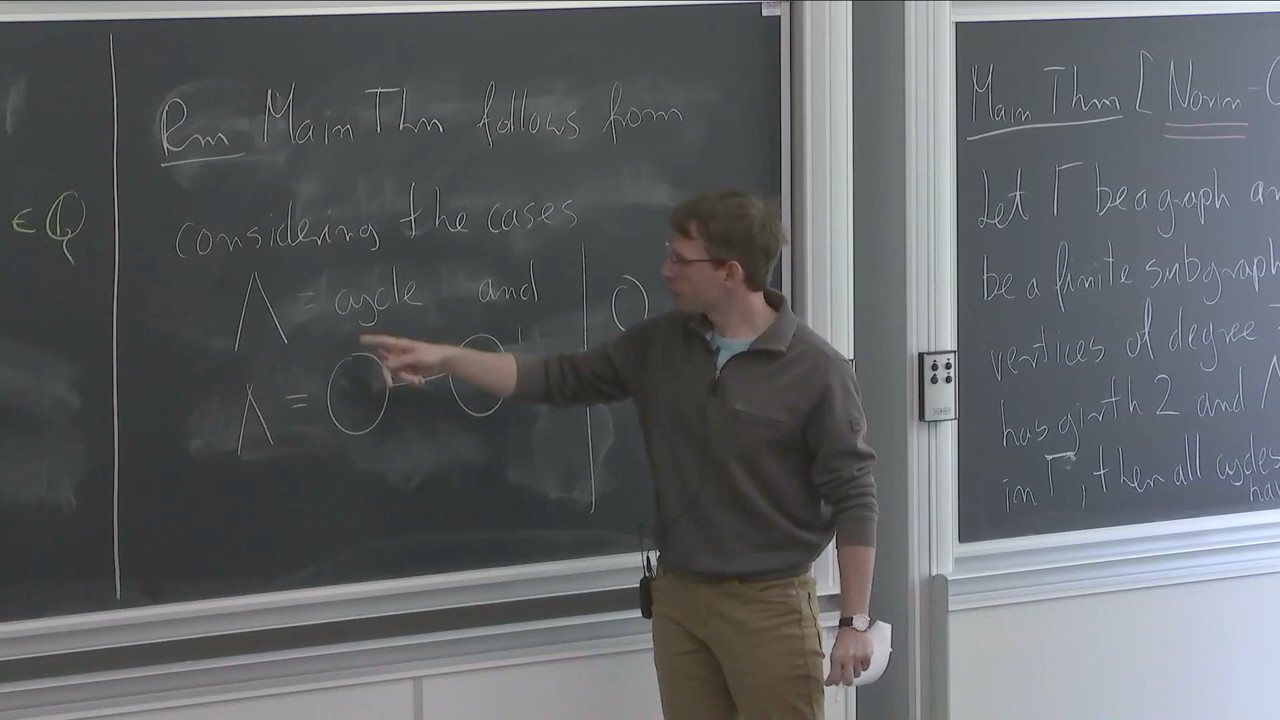 ∈ Q
Rm Main Thm follows from
considering the cases
Λ = cycle and
Λ =
Main Thm [Norin-
Let Γ be a graph an
be a finite subgraph
vertices of degree
has girth 2 and Λ
in Γ, then all cycles
hav